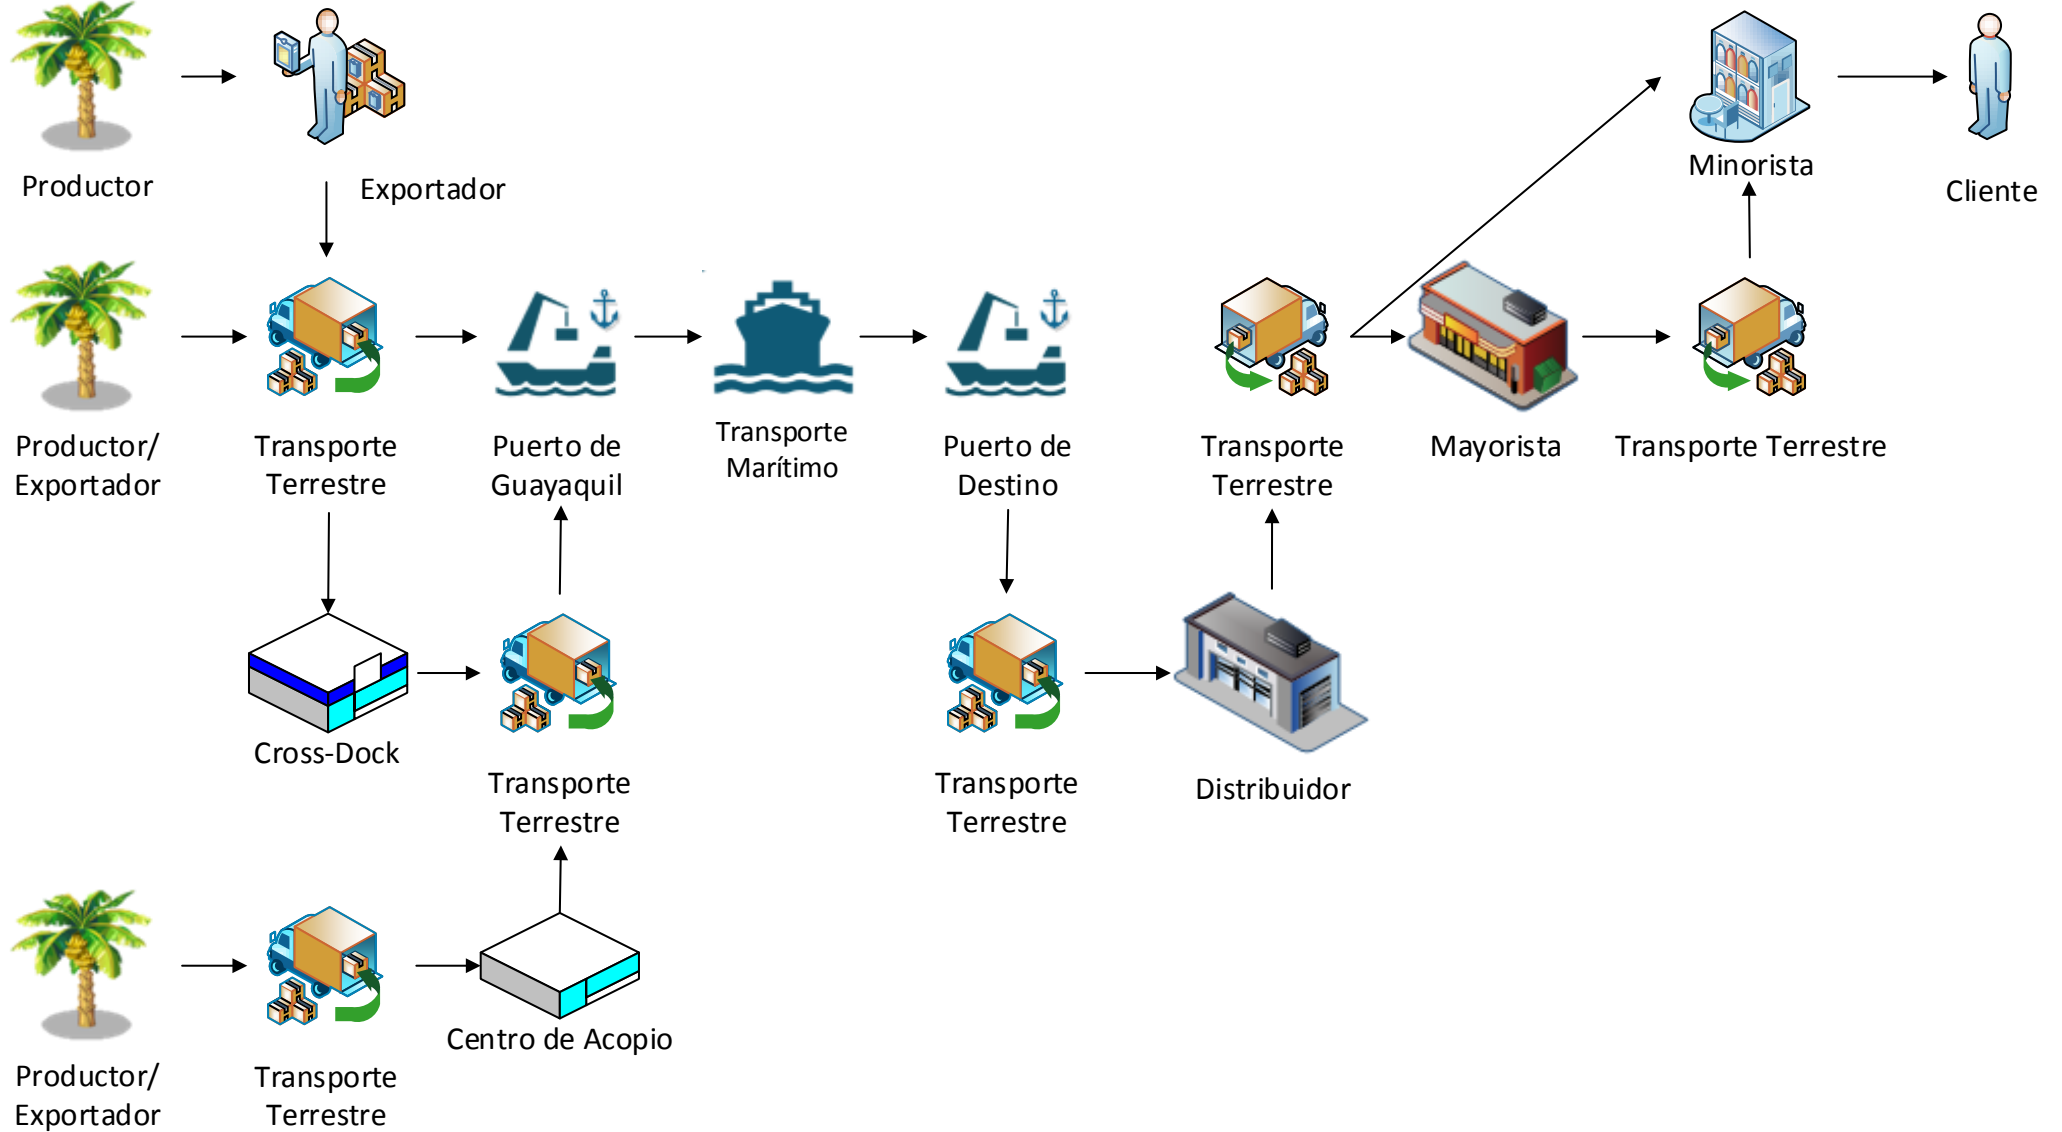 Productor
Exportador
Minorista
Cliente
Productor/
Exportador
Transporte
Terrestre
Puerto de
Guayaquil
Transporte
Marítimo
Puerto de
Destino
Transporte
Terrestre
Mayorista
Transporte Terrestre
Cross-Dock
Transporte
Terrestre
Transporte
Terrestre
Distribuidor
Productor/
Exportador
Transporte
Terrestre
Centro de Acopio